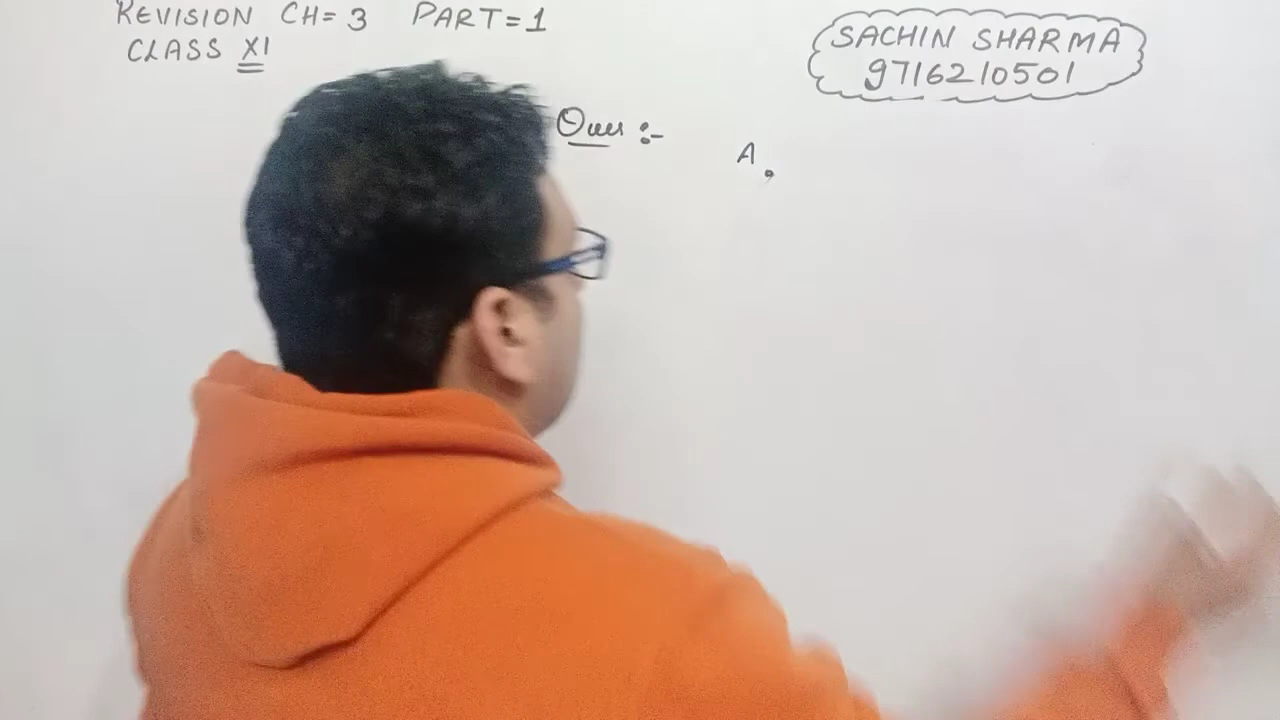 REVISION CH= 3 PART=1
CLASS XI
SACHIN SHARMA
9716210501
Ques :-
A